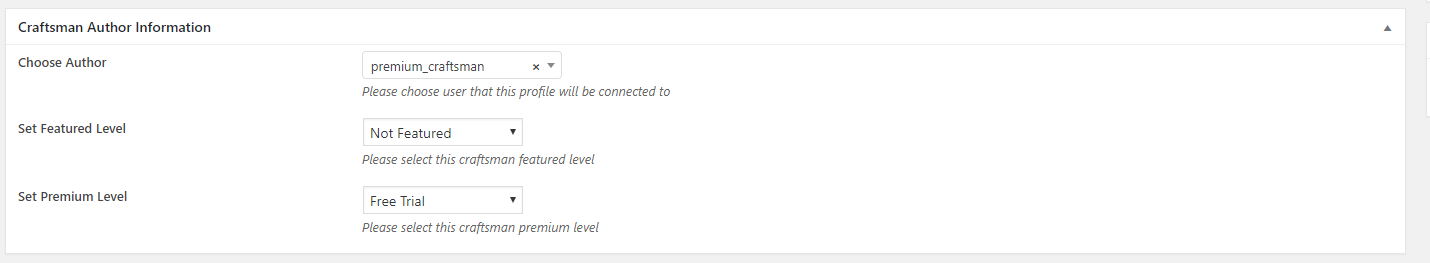 Craftsman Author Information
Choose Author
premium_craftsman × 
Please choose user that this profile will be connected to
Set Featured Level
Not Featured
Please select this craftsman featured level
Set Premium Level
Free Trial
Please select this craftsman premium level